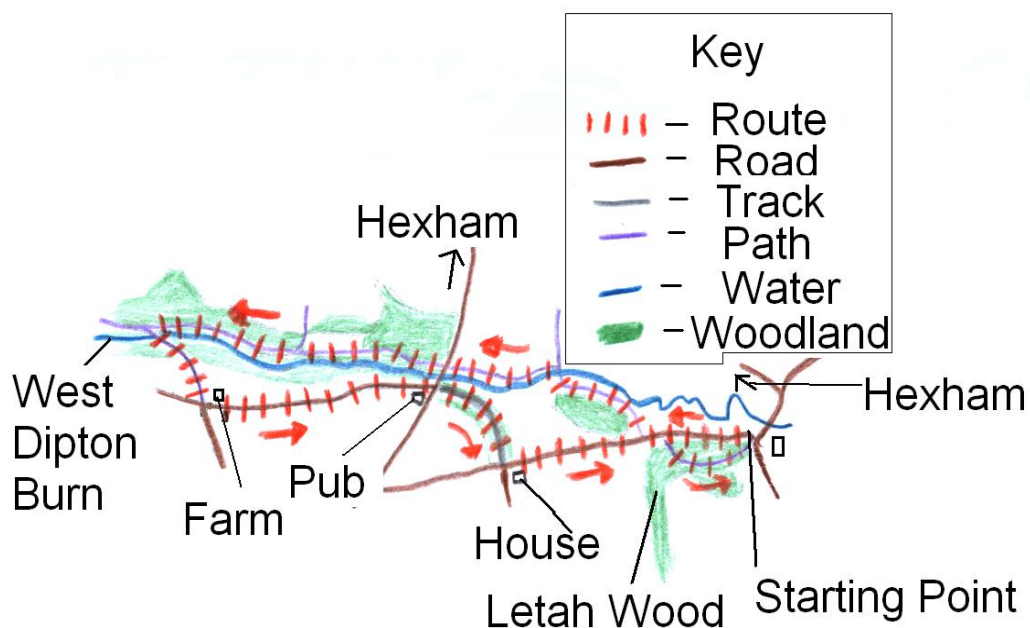 Key
– Route
– Road
– Track
– Path
– Water
– Woodland
Hexham
Hexham
West
Dipton
Burn
Farm
Pub
House
Letah Wood
Starting Point